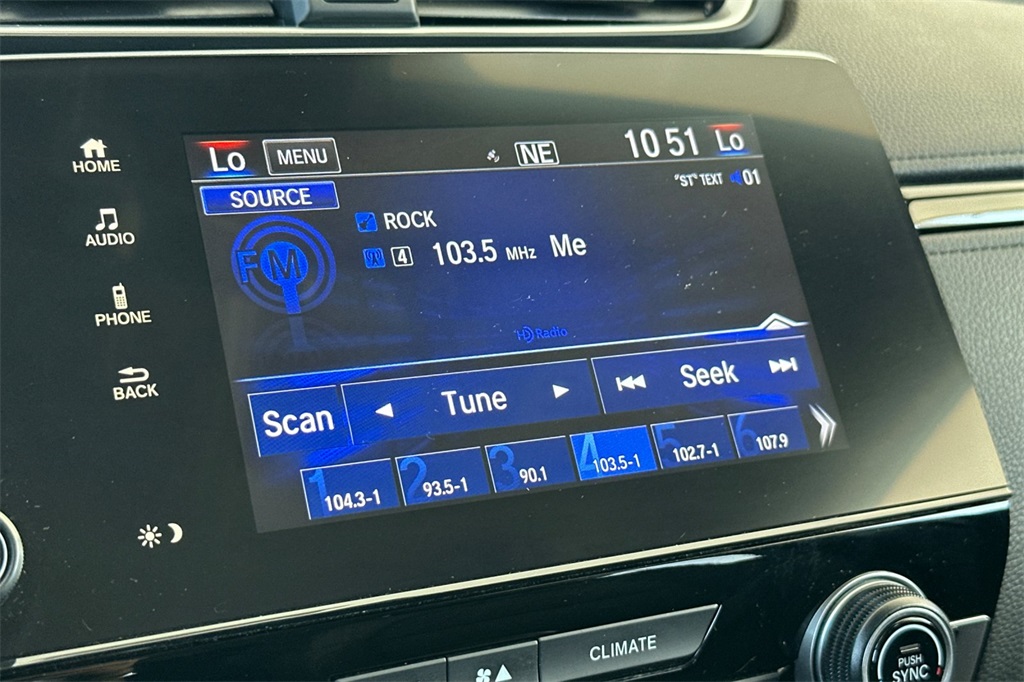 Lo MENU NE 10 51 Lo
SOURCE "ST" TEXT 01
FM ROCK
4 103.5 MHz Me
HD Radio
Scan Tune Seek
1 104.3-1 2 93.5-1 3 90.1 4 103.5-1 5 102.7-1 6 107.9
HOME
AUDIO
PHONE
BACK
CLIMATE
PUSH
SYNC